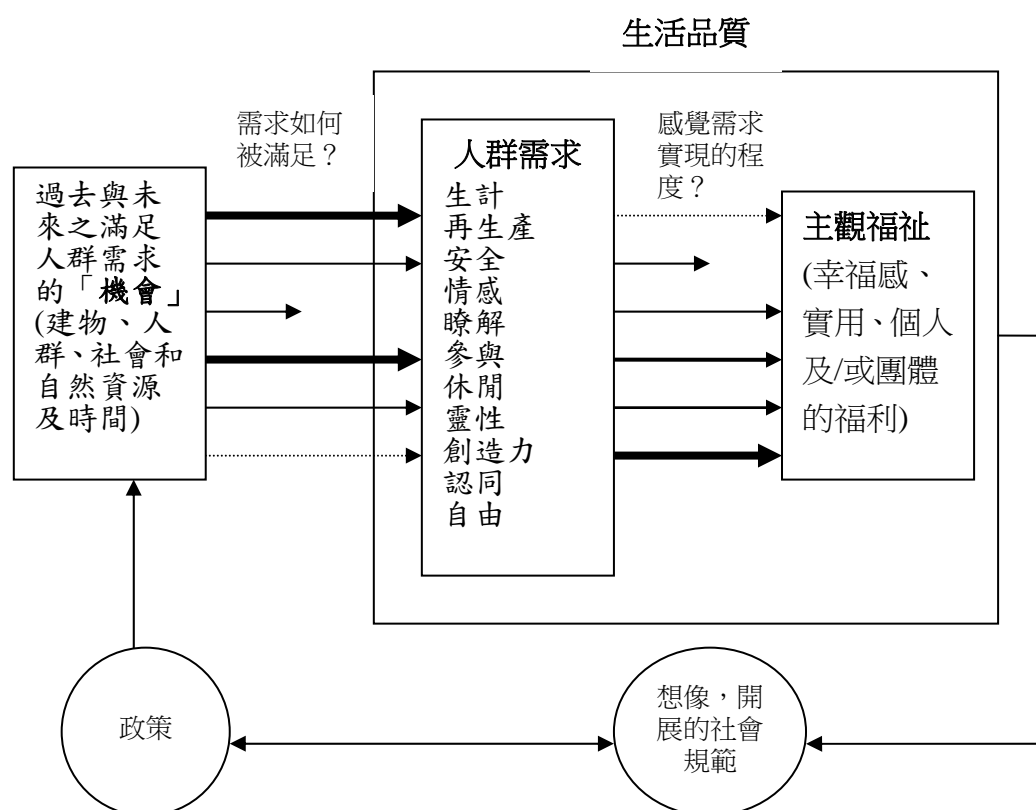 生活品質
需求如何
被滿足？
感覺需求
實現的程
度？
過去與未
來之滿足
人群需求
的「機會」
(建物、人
群、社會和
自然資源
及時間)
人群需求
生計
再生產
安全
情感
瞭解
參與
休閒
靈性
創造力
認同
自由
主觀福祉
(幸福感、
實用、個人
及/或團體
的福利)
政策
想像，開
展的社會
規範